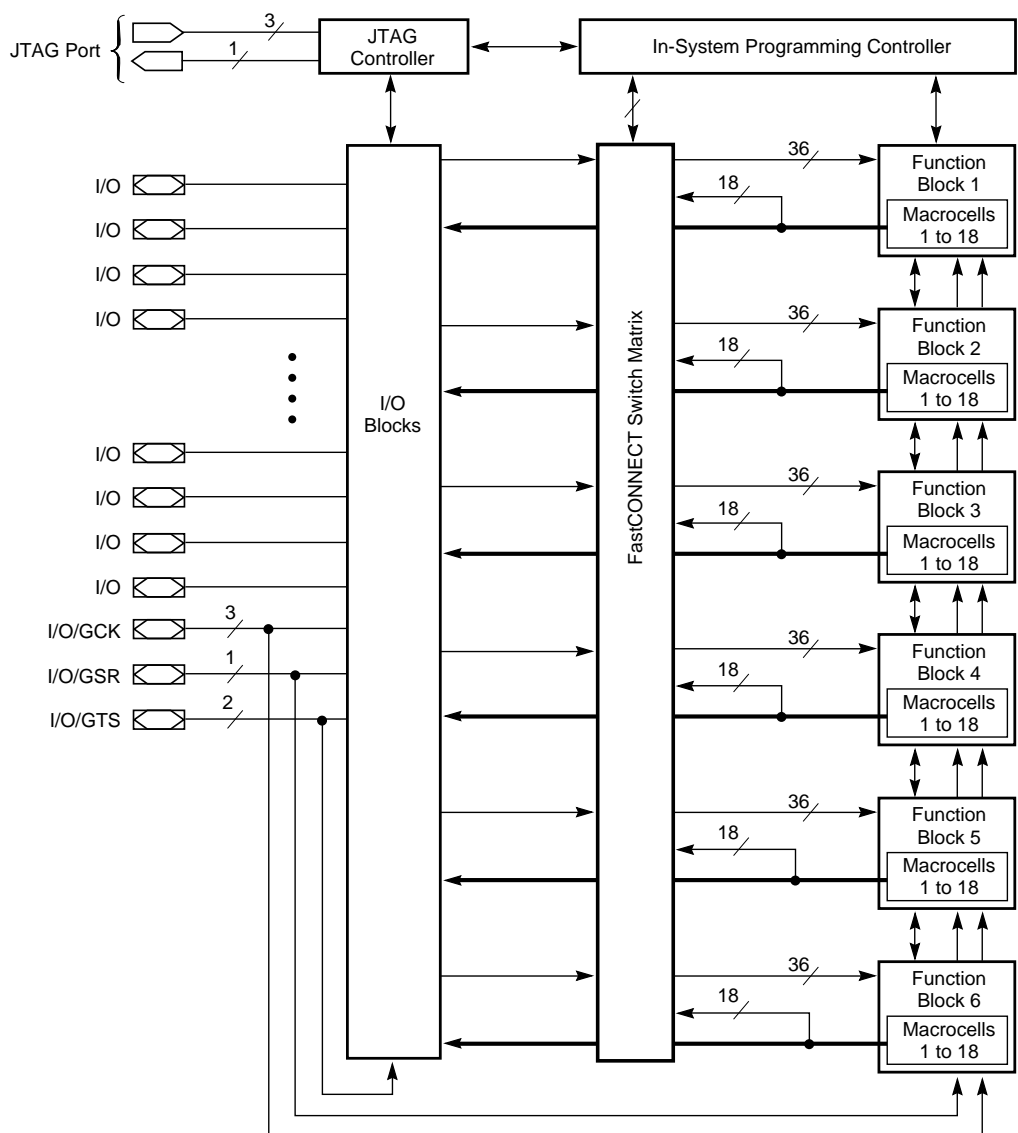 3
JTAG Port
1
JTAG
Controller
In-System Programming Controller
I/O
I/O
I/O
I/O
I/O
I/O
I/O
I/O
I/O/GCK
3
I/O/GSR
1
I/O/GTS
2
I/O
Blocks
FastCONNECT Switch Matrix
36
18
Function
Block 1
Macrocells
1 to 18
36
18
Function
Block 2
Macrocells
1 to 18
36
18
Function
Block 3
Macrocells
1 to 18
36
18
Function
Block 4
Macrocells
1 to 18
36
18
Function
Block 5
Macrocells
1 to 18
36
18
Function
Block 6
Macrocells
1 to 18